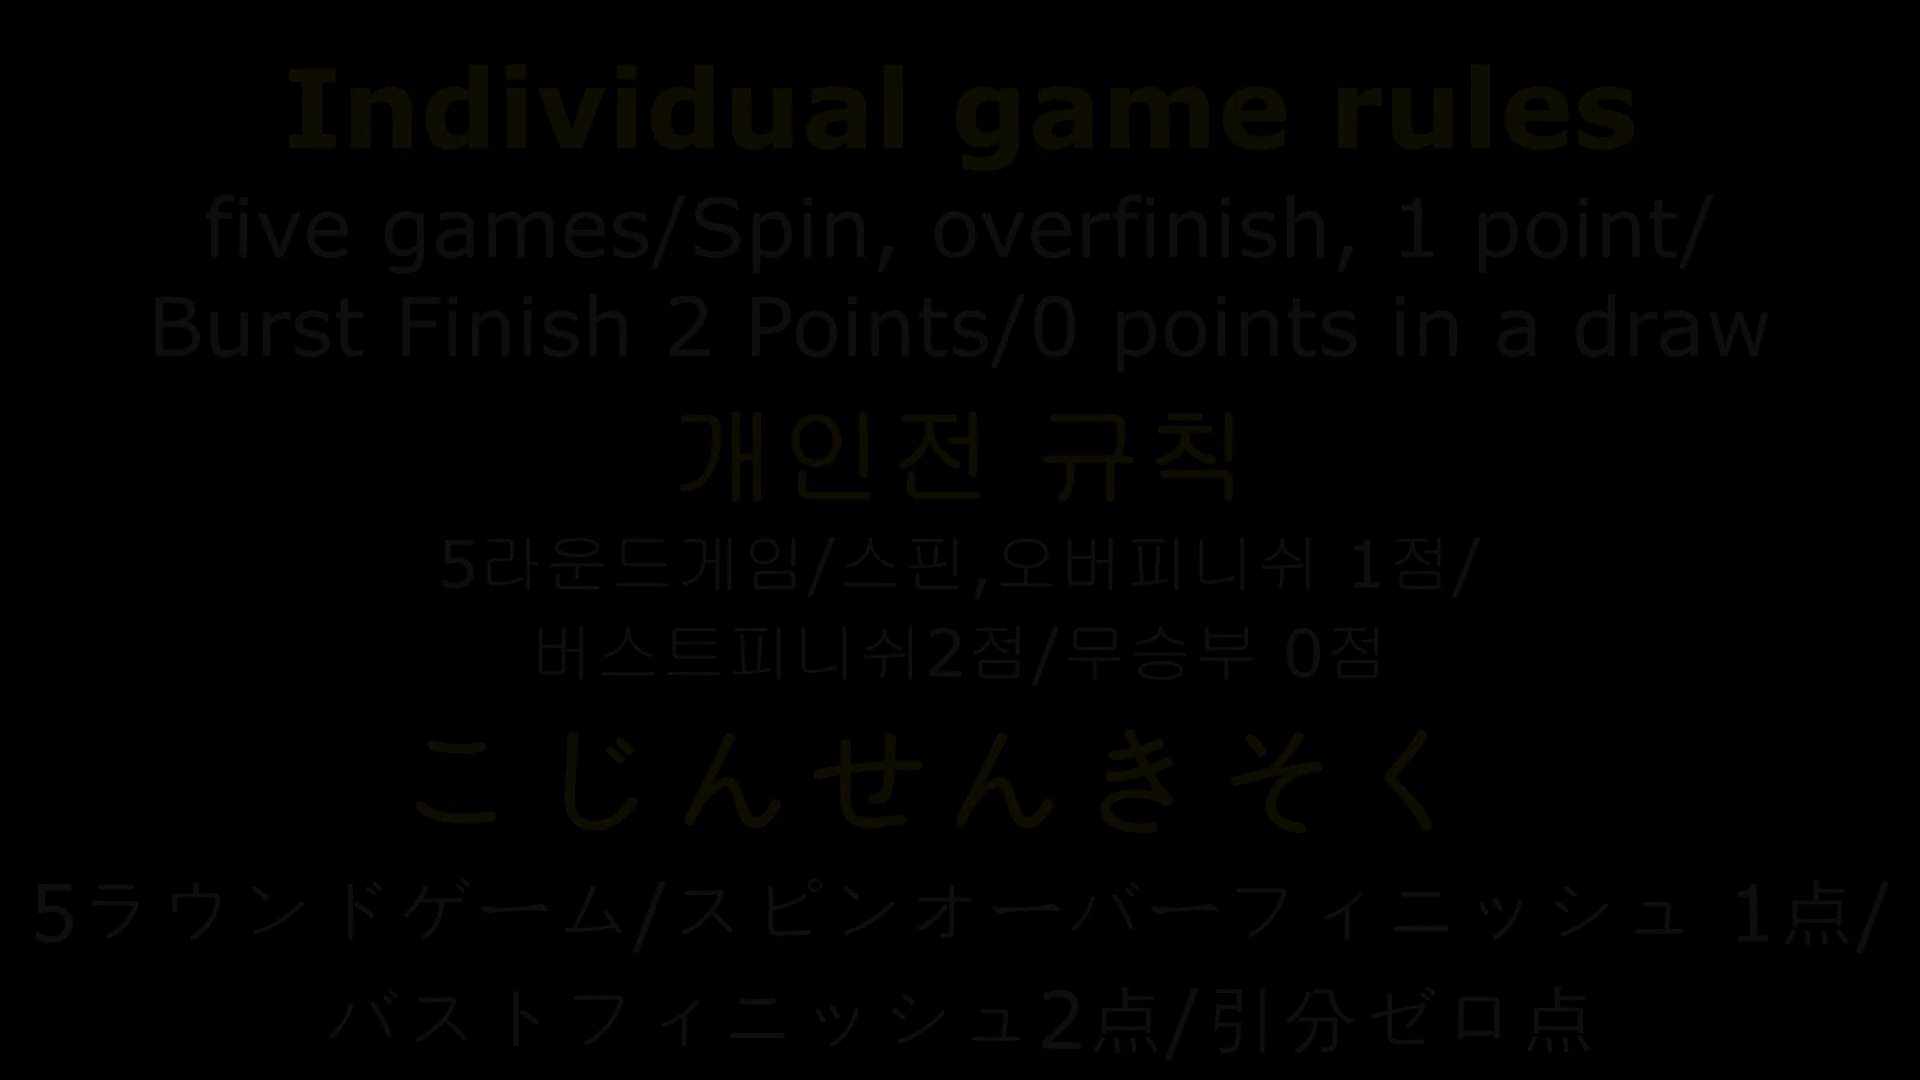 Individual game rules
five games/Spin, overfinish, 1 point/
Burst Finish 2 Points/0 points in a draw
개인전 규칙
5라운드게임/스핀,오버피니쉬 1점/
버스트피니쉬2점/무승부 0점
こじんせんきそく
5ラウンドゲーム/スピンオーバーフィニッシュ 1点/
バストフィニッシュ2点/引分ゼロ点